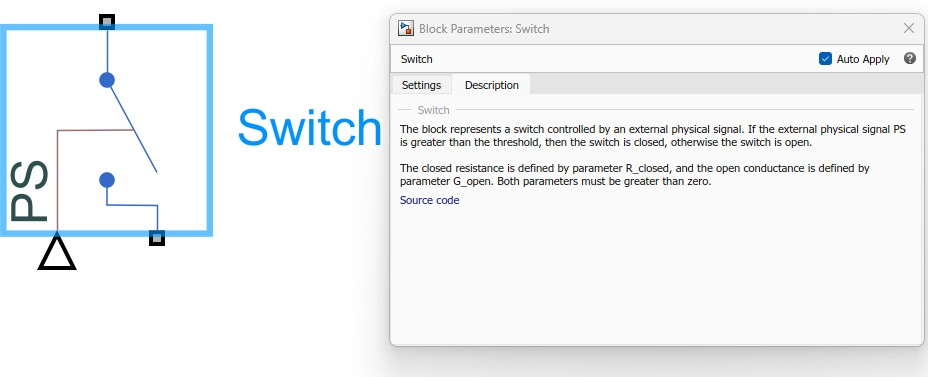 PS
Switch
Block Parameters: Switch
Switch
Auto Apply
Settings
Description
Switch
The block represents a switch controlled by an external physical signal. If the external physical signal PS
is greater than the threshold, then the switch is closed, otherwise the switch is open.
The closed resistance is defined by parameter R_closed, and the open conductance is defined by
parameter G_open. Both parameters must be greater than zero.
Source code